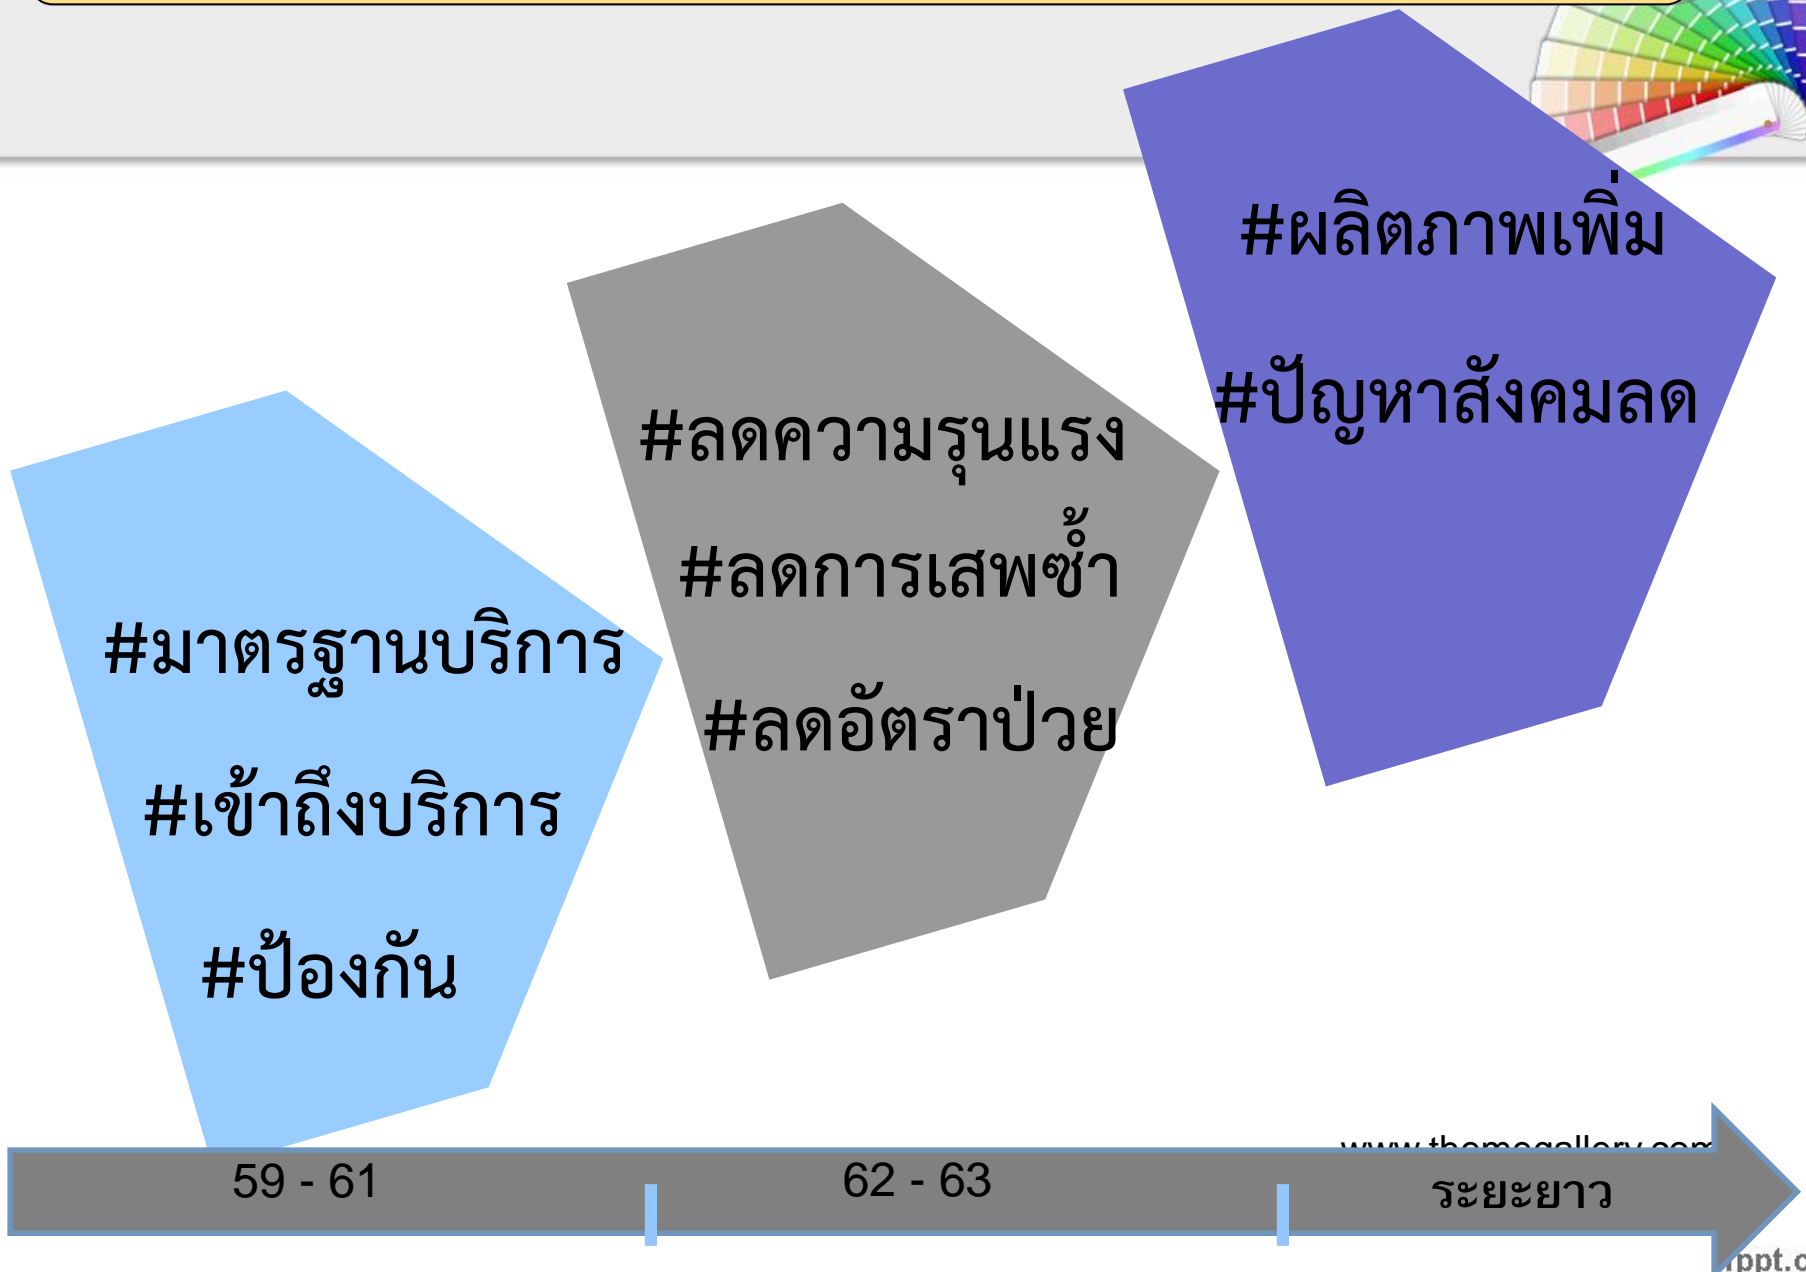 #ผลิตภาพเพิ่ม
#ปัญหาสังคมลด
#ลดความรุนแรง
#ลดการเสพซ้ำ
#ลดอัตราป่วย
#มาตรฐานบริการ
#เข้าถึงบริการ
#ป้องกัน
www.themegallery.com
59 - 61
62 - 63
ระยะยาว